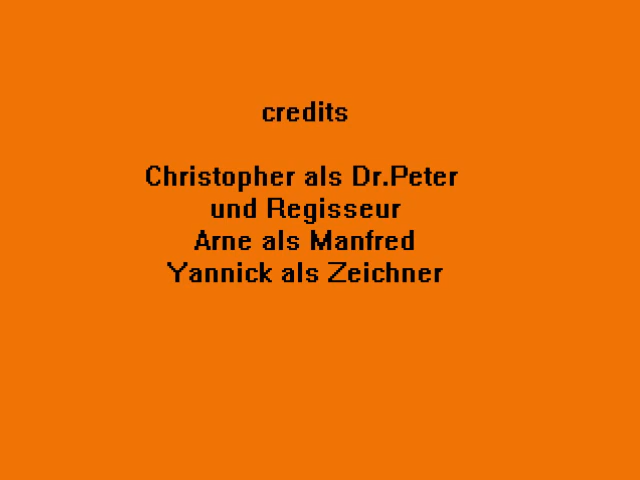 credits
Christopher als Dr.Peter
und Regisseur
Arne als Manfred
Yannick als Zeichner